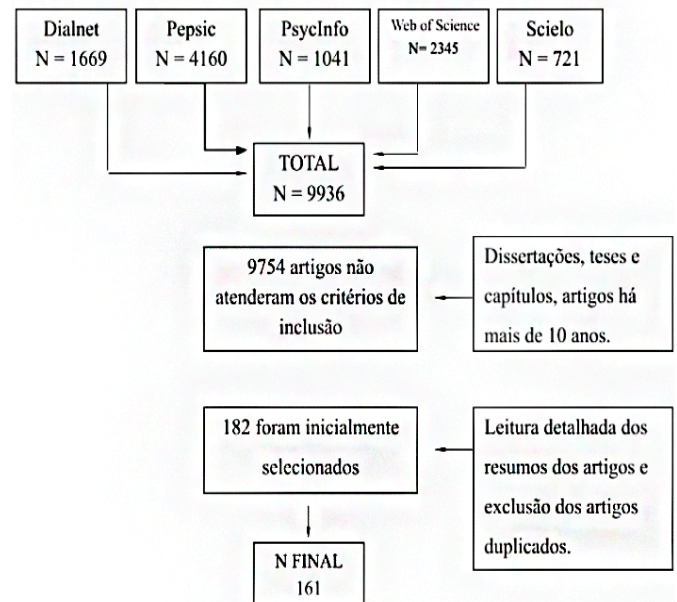 Dialnet
N = 1669
Pepsic
N = 4160
PsycInfo
N = 1041
Web of Science
N= 2345
Scielo
N = 721
TOTAL
N = 9936
9754 artigos não
atenderam os critérios de
inclusão
Dissertações, teses e
capítulos, artigos há
mais de 10 anos.
182 foram inicialmente
selecionados
Leitura detalhada dos
resumos dos artigos e
exclusão dos artigos
duplicados.
N FINAL
161